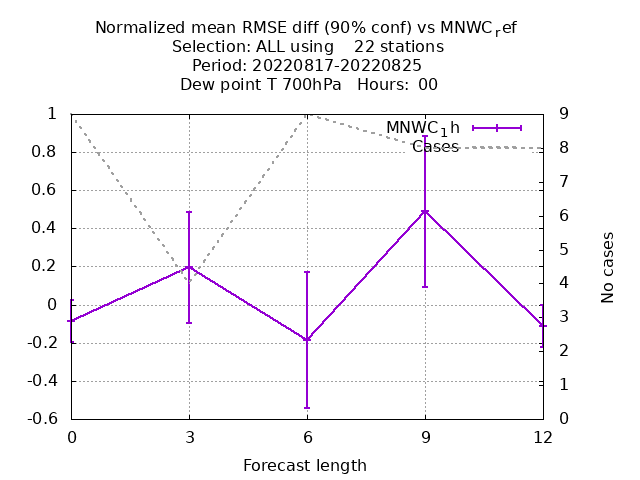 Normalized mean RMSE diff (90% conf) vs MNWCref
Selection: ALL using    22 stations
Period: 20220817-20220825
Dew point T 700hPa   Hours:  00
MNWC1h
Cases
1
0.8
0.6
0.4
0.2
0
-0.2
-0.4
-0.6
9
8
7
6
5
4
3
2
1
0
No cases
0 3 6 9 12
Forecast length